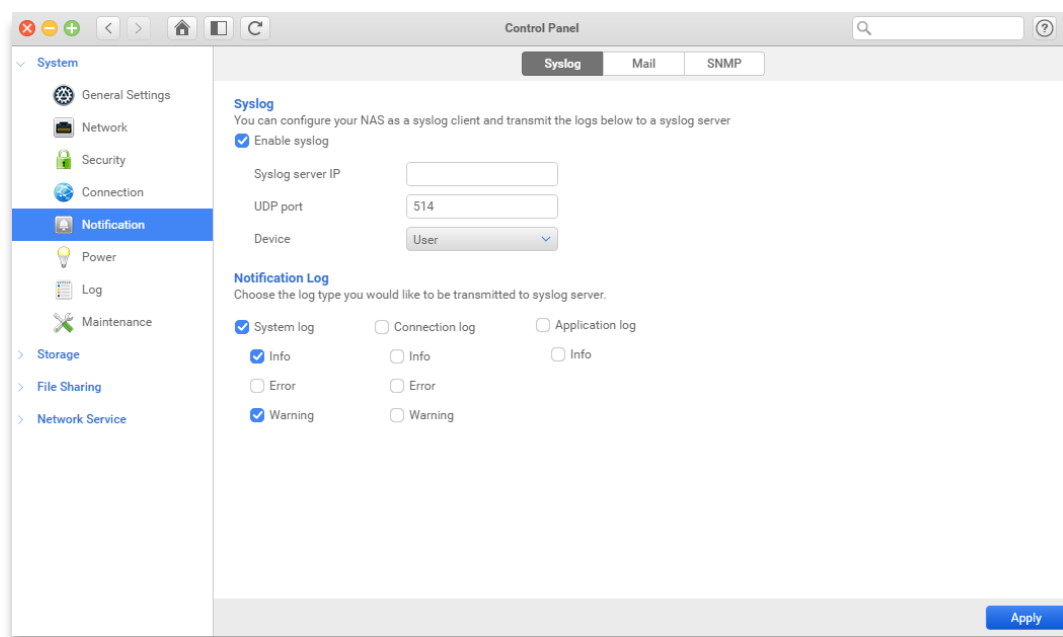 Control Panel
?
System
General Settings
Network
Security
Connection
Notification
Power
Log
Maintenance
Storage
File Sharing
Network Service
Syslog Mail SNMP
Syslog
You can configure your NAS as a syslog client and transmit the logs below to a syslog server
Enable syslog
Syslog server IP
UDP port 514
Device User
Notification Log
Choose the log type you would like to be transmitted to syslog server.
System log Connection log Application log
Info Info Info
Error Error
Warning Warning
Apply